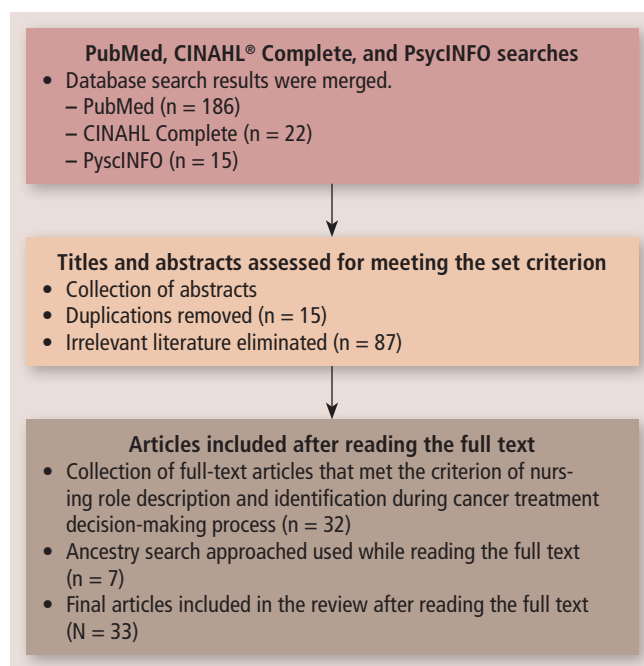 PubMed, CINAHL® Complete, and PsycINFO searches
• Database search results were merged.
– PubMed (n = 186)
– CINAHL Complete (n = 22)
– PyscINFO (n = 15)
Titles and abstracts assessed for meeting the set criterion
• Collection of abstracts
• Duplications removed (n = 15)
• Irrelevant literature eliminated (n = 87)
Articles included after reading the full text
• Collection of full-text articles that met the criterion of nurs-
ing role description and identification during cancer treatment
decision-making process (n = 32)
• Ancestry search approached used while reading the full text
(n = 7)
• Final articles included in the review after reading the full text
(N = 33)